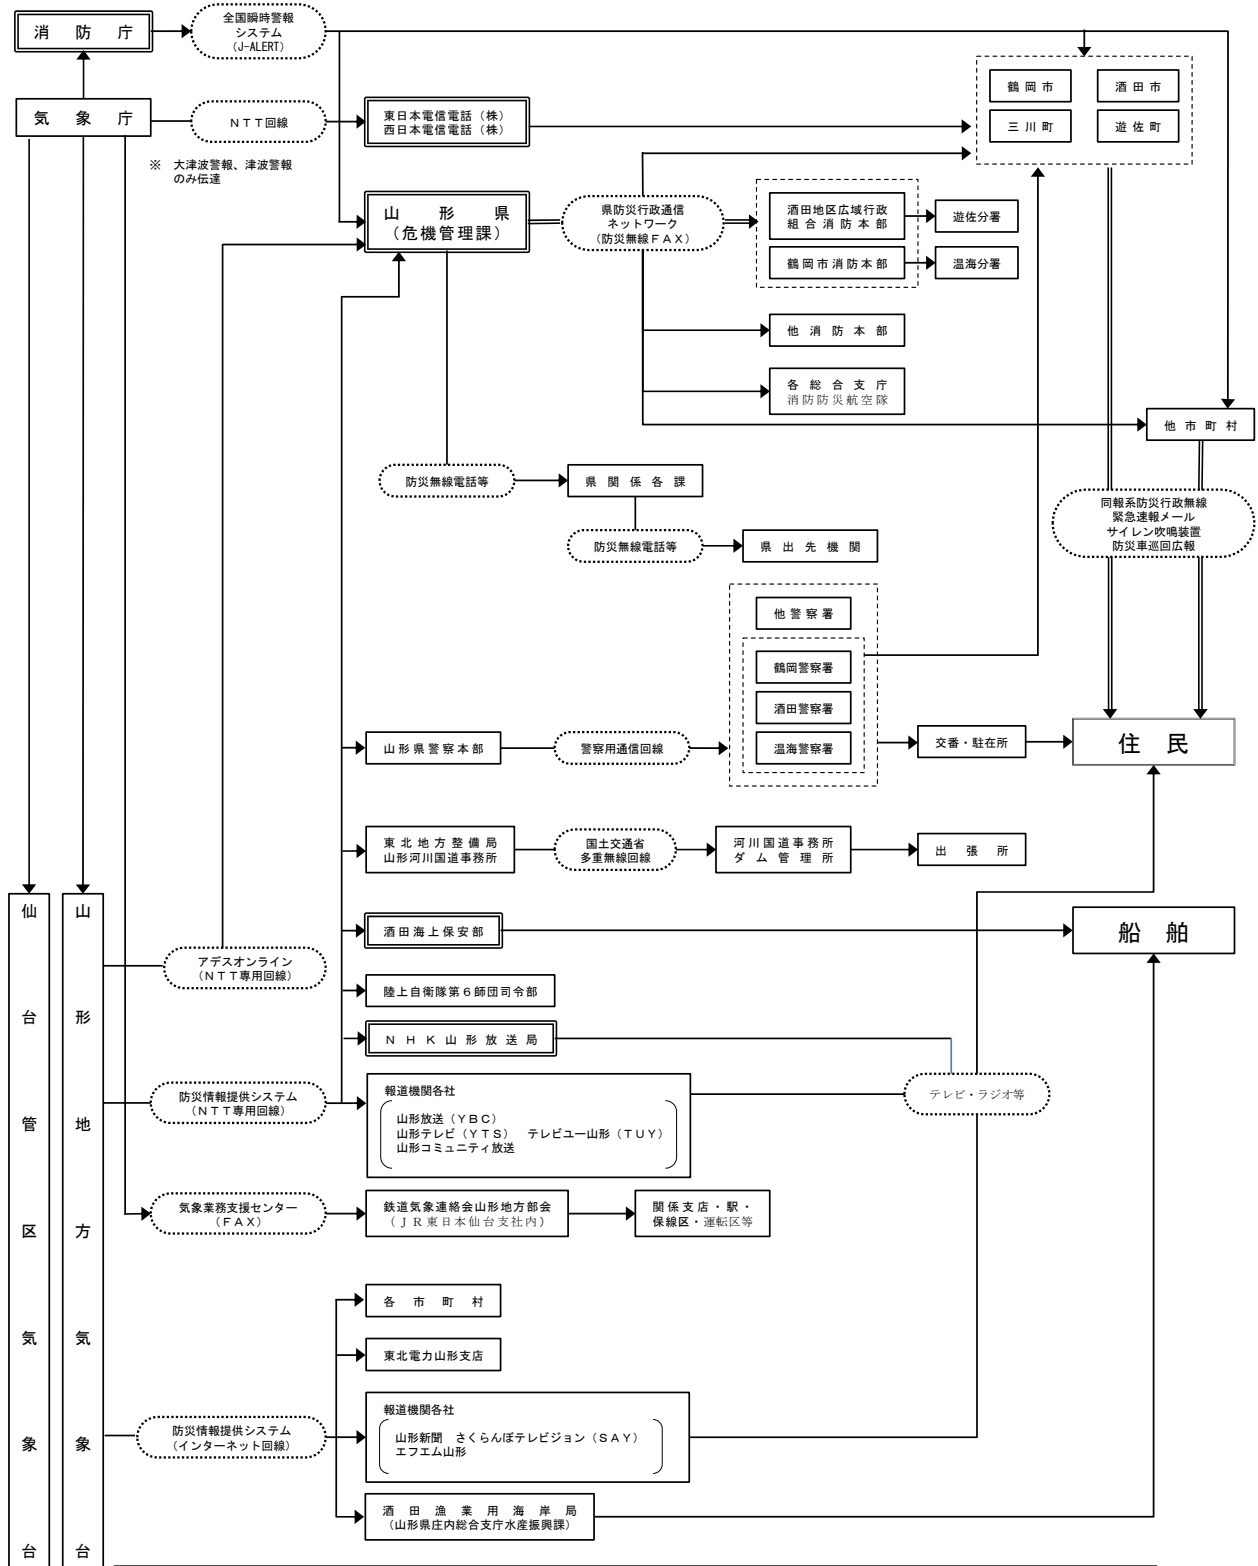 消防庁
全国瞬時警報
システム
(J-ALERT)
気象庁
ＮＴＴ回線
東日本電信電話（株）
西日本電信電話（株）
※　大津波警報、津波警報
のみ伝達
鶴岡市
酒田市
三川町
遊佐町
山形県
（危機管理課）
県防災行政通信
ネットワーク
（防災無線ＦＡＸ）
酒田地区広域行政
組合消防本部
遊佐分署
鶴岡市消防本部
温海分署
他消防本部
各総合支庁
消防防災航空隊
他市町村
防災無線電話等
県関係各課
防災無線電話等
県出先機関
同報系防災行政無線
緊急速報メール
サイレン吹鳴装置
防災車巡回広報
他警察署
鶴岡警察署
酒田警察署
温海警察署
山形県警察本部
警察用通信回線
交番・駐在所
住民
東北地方整備局
山形河川国道事務所
国土交通省
多重無線回線
河川国道事務所
ダム管理所
出張所
仙台管区気象台
山形地方気象台
アデスオンライン
（ＮＴＴ専用回線）
酒田海上保安部
船舶
陸上自衛隊第６師団司令部
ＮＨＫ山形放送局
防災情報提供システム
（ＮＴＴ専用回線）
報道機関各社
山形放送（ＹＢＣ）
山形テレビ（ＹＴＳ）　テレビユー山形（ＴＵＹ）
山形コミュニティ放送
テレビ・ラジオ等
気象業務支援センター
（ＦＡＸ）
鉄道気象連絡会山形地方部会
（ＪＲ東日本仙台支社内）
関係支店・駅・
保線区・運転区等
各市町村
東北電力山形支店
防災情報提供システム
（インターネット回線）
報道機関各社
山形新聞　さくらんぼテレビジョン（ＳＡＹ）
エフエム山形
酒田漁業用海岸局
（山形県庄内総合支庁水産振興課）